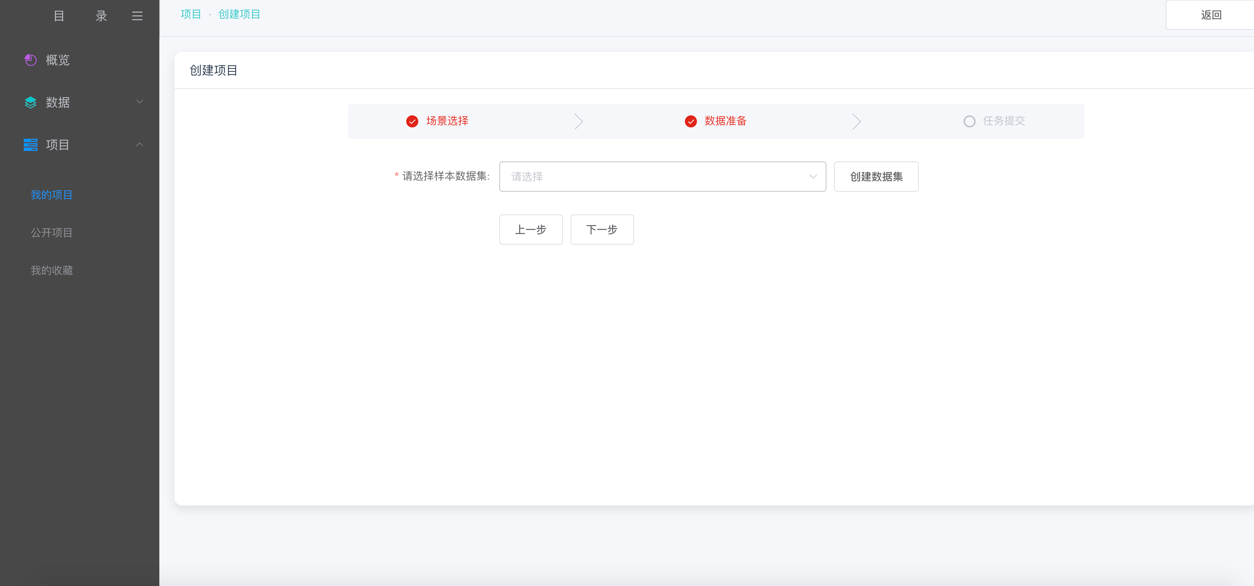 目 录
概览
数据
项目
我的项目
公开项目
我的收藏
项目 · 创建项目
返回
创建项目
场景选择
数据准备
任务提交
* 请选择样本数据集:
请选择
创建数据集
上一步
下一步